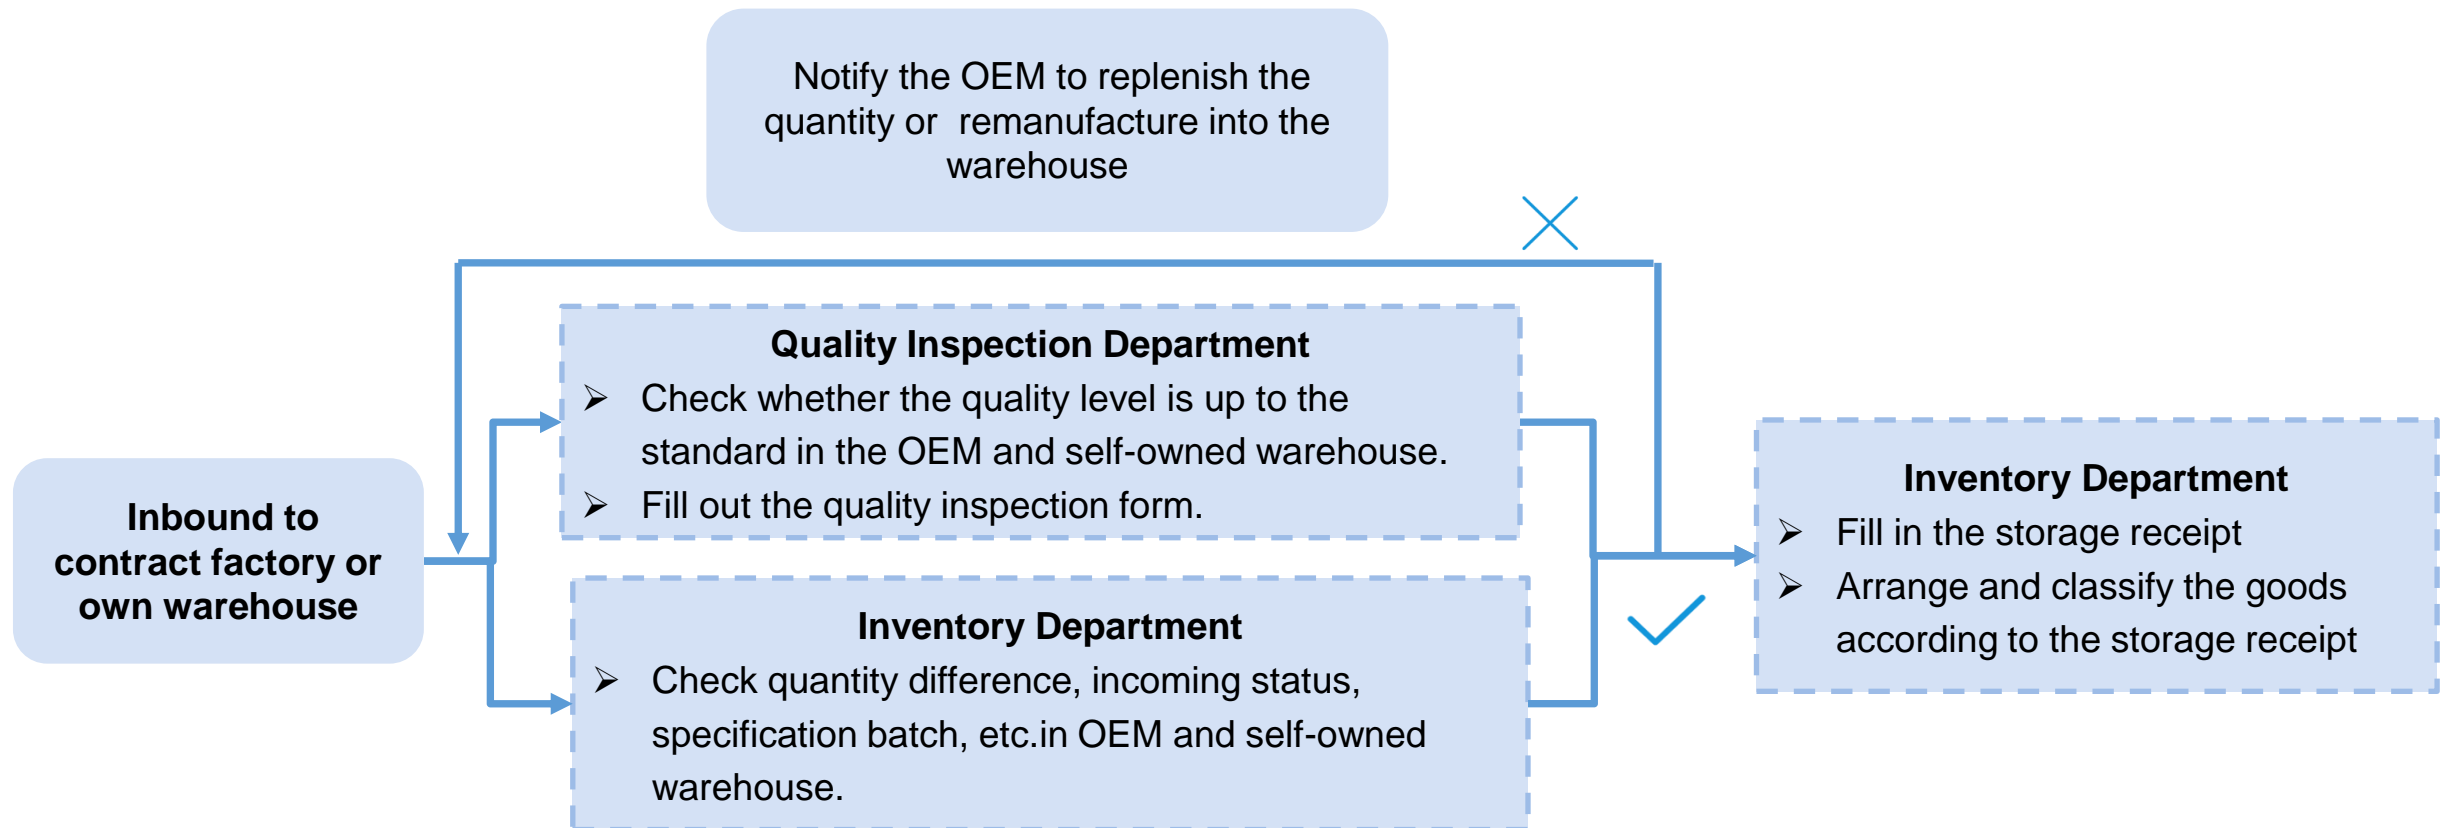 Notify the OEM to replenish the
quantity or  remanufacture into the
warehouse
Quality Inspection Department
➢ Check whether the quality level is up to the
standard in the OEM and self-owned warehouse.
➢ Fill out the quality inspection form.
Inbound to
contract factory or
own warehouse
Inventory Department
➢ Check quantity difference, incoming status,
specification batch, etc.in OEM and self-owned
warehouse.
Inventory Department
➢ Fill in the storage receipt
➢ Arrange and classify the goods
according to the storage receipt